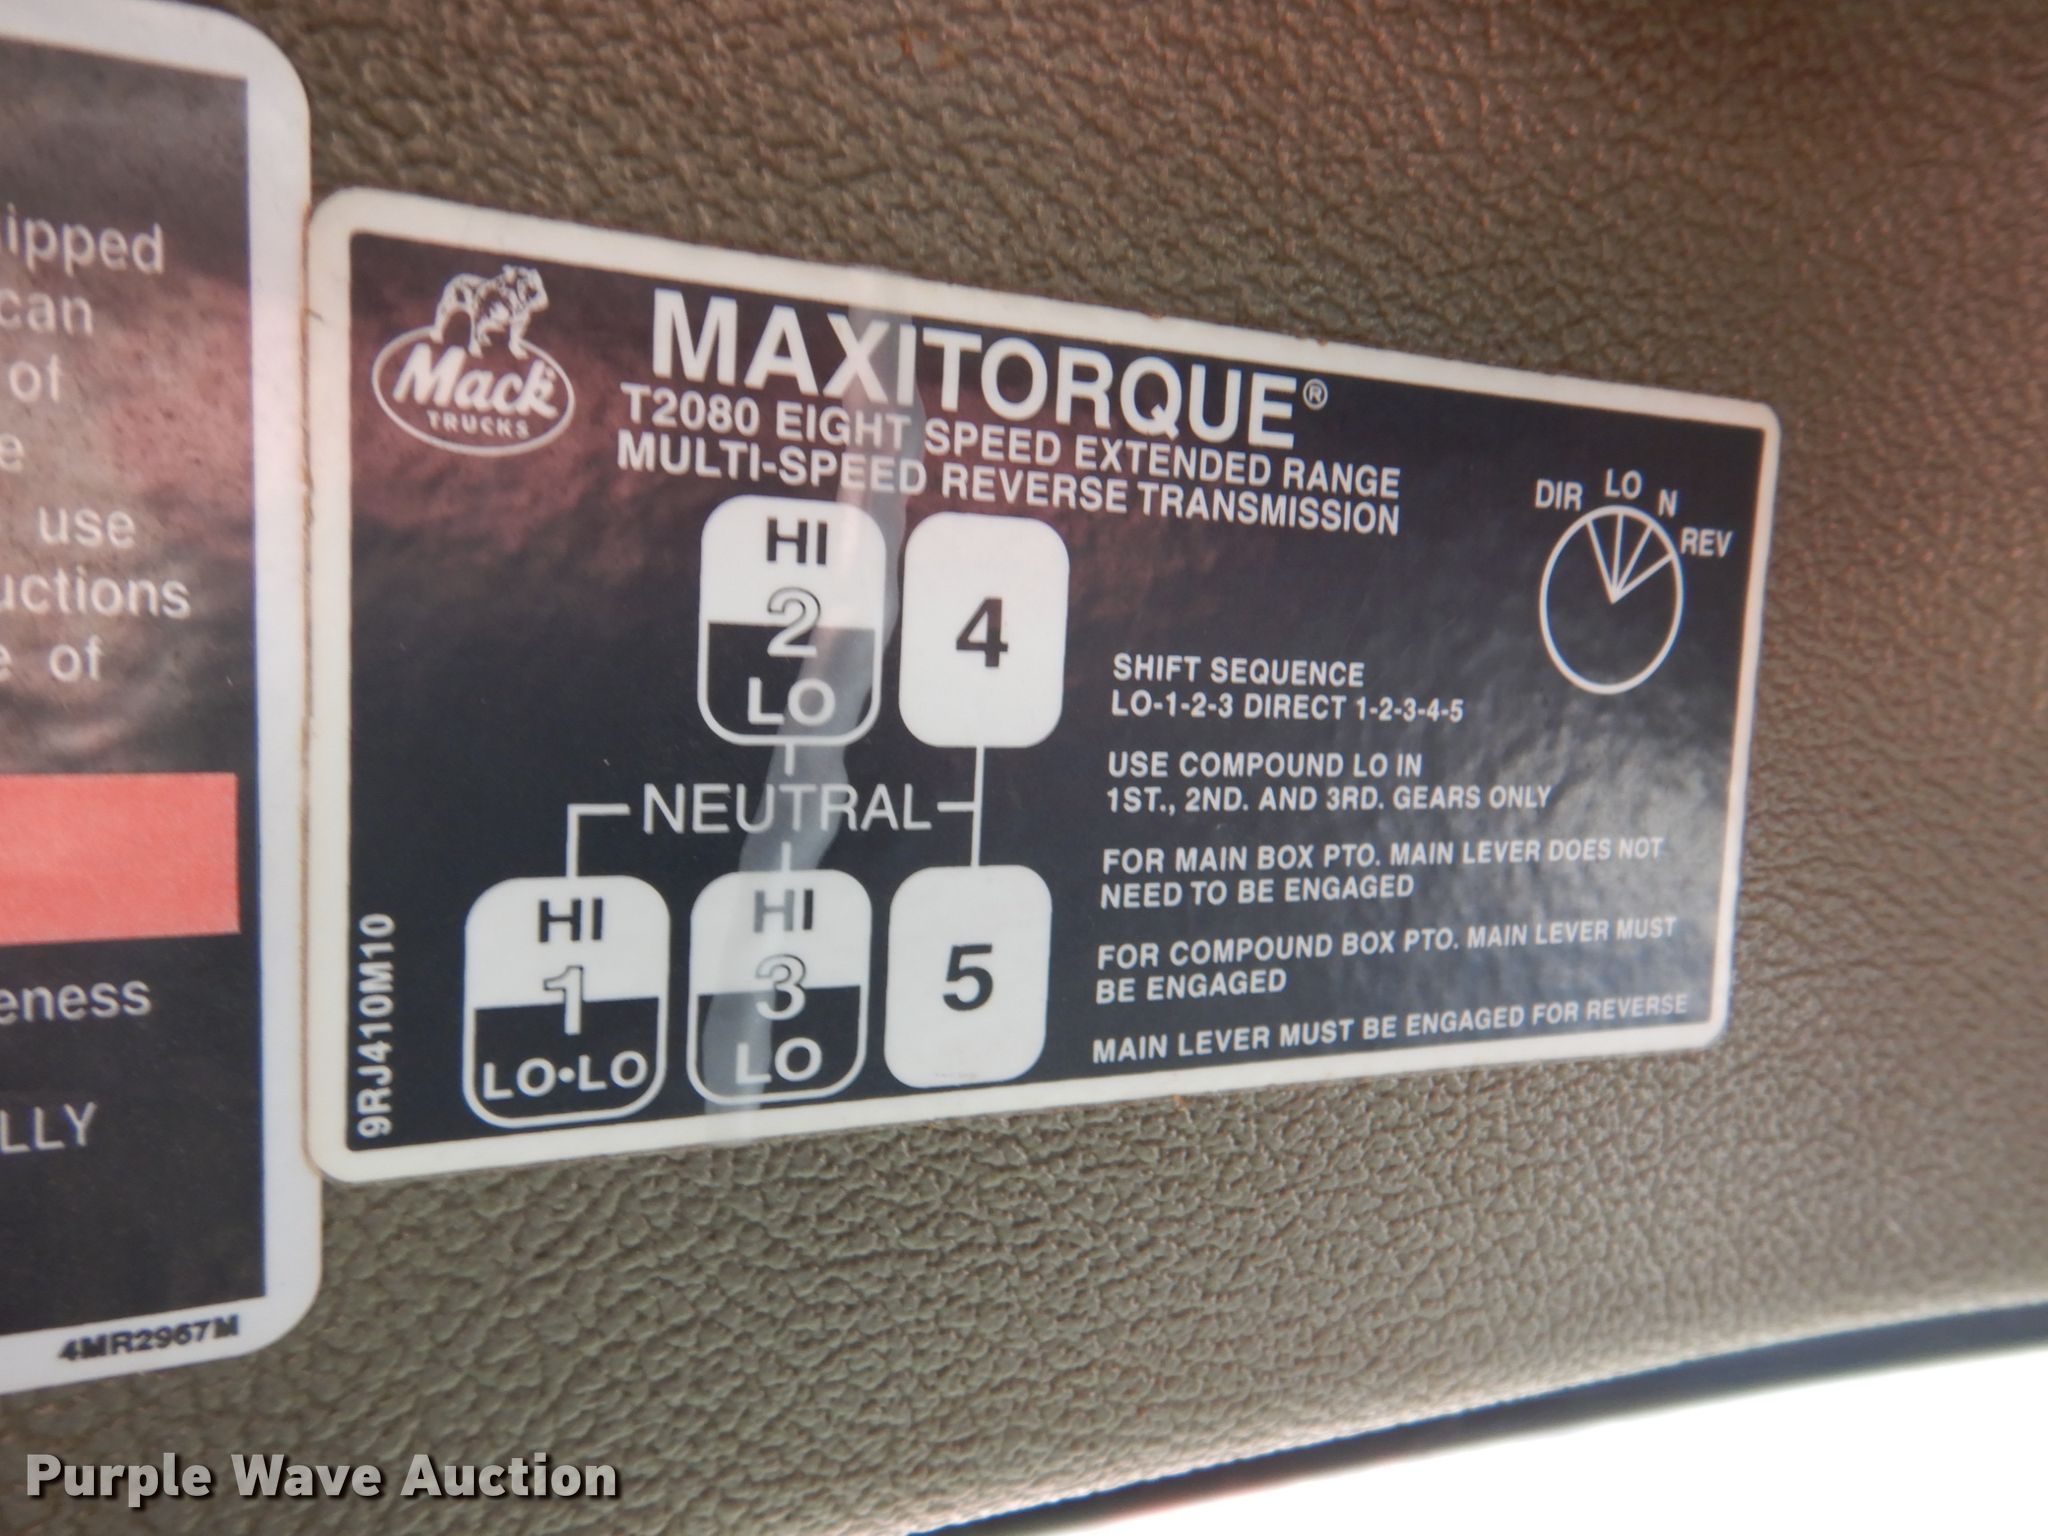 ipped
can
of
e
use
uctions
e of
eness
LLY
4MR2967M
Mack
TRUCKS
MAXITORQUE®
T2080 EIGHT SPEED EXTENDED RANGE
MULTI-SPEED REVERSE TRANSMISSION
DIR LO N REV
HI
2
LO
4
NEUTRAL
HI
1
LO•LO
HI
3
LO
5
SHIFT SEQUENCE
LO-1-2-3 DIRECT 1-2-3-4-5
USE COMPOUND LO IN
1ST., 2ND. AND 3RD. GEARS ONLY
FOR MAIN BOX PTO. MAIN LEVER DOES NOT
NEED TO BE ENGAGED
FOR COMPOUND BOX PTO. MAIN LEVER MUST
BE ENGAGED
MAIN LEVER MUST BE ENGAGED FOR REVERSE
9RJ410M10
Purple Wave Auction